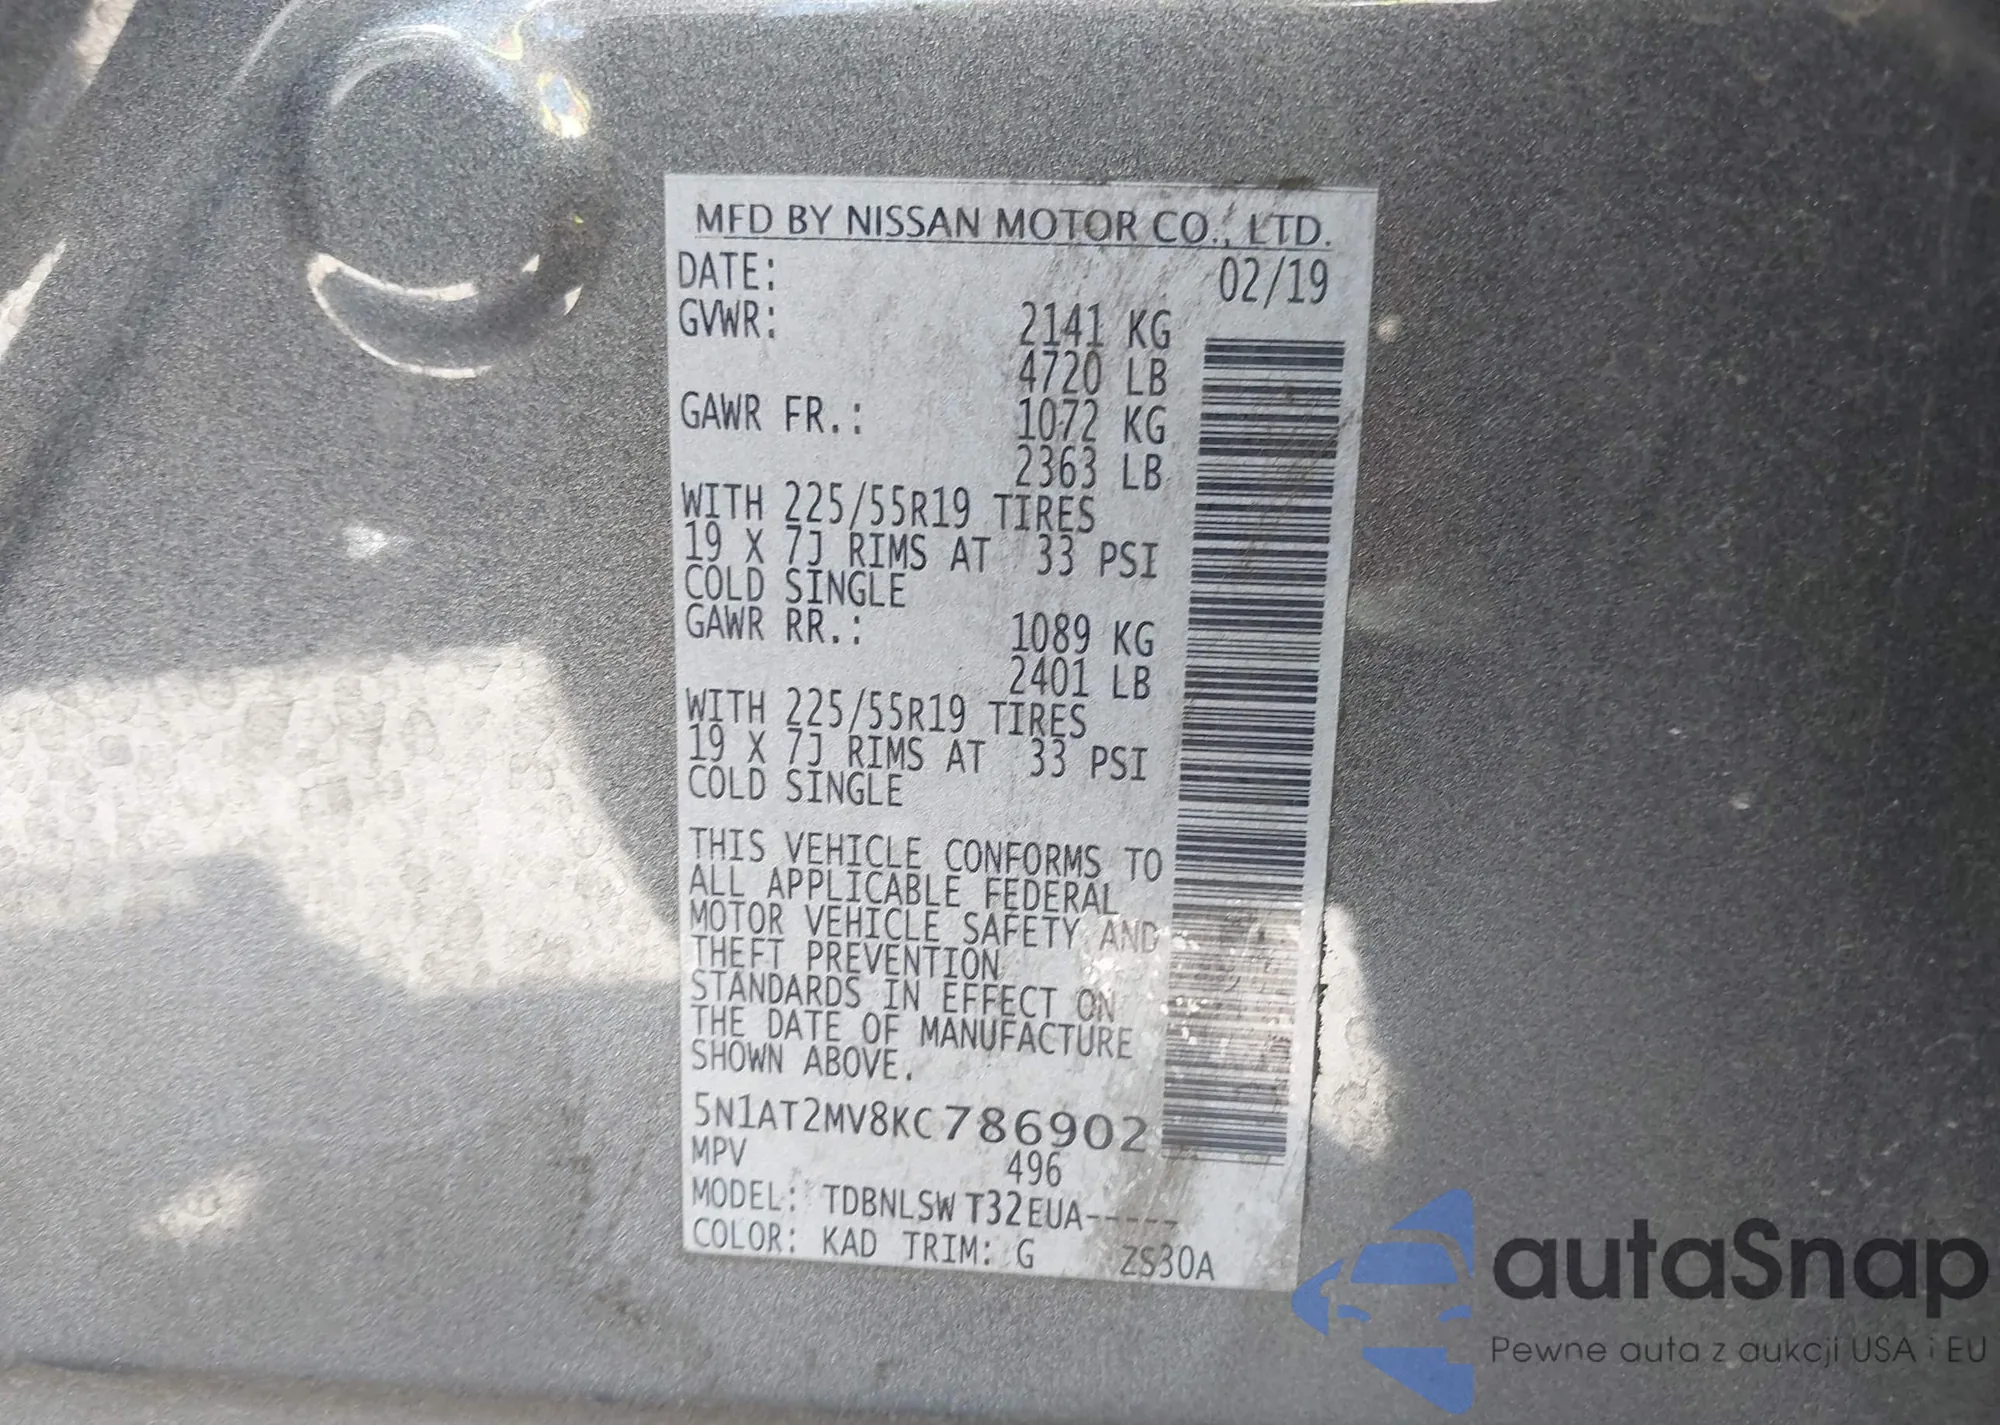 MFD BY NISSAN MOTOR CO., LTD.
DATE: 02/19
GVWR: 2141 KG
4720 LB
GAWR FR.: 1072 KG
2363 LB
WITH 225/55R19 TIRES
19 X 7J RIMS AT 33 PSI
COLD SINGLE
GAWR RR.: 1089 KG
2401 LB
WITH 225/55R19 TIRES
19 X 7J RIMS AT 33 PSI
COLD SINGLE
THIS VEHICLE CONFORMS TO
ALL APPLICABLE FEDERAL
MOTOR VEHICLE SAFETY AND
THEFT PREVENTION
STANDARDS IN EFFECT ON
THE DATE OF MANUFACTURE
SHOWN ABOVE.
5N1AT2MV8KC786902
MPV 496
MODEL: TDBNLSW T32EUA-----
COLOR: KAD TRIM: G ZS30A
autaSnap
Pewne auta z aukcji USA i EU